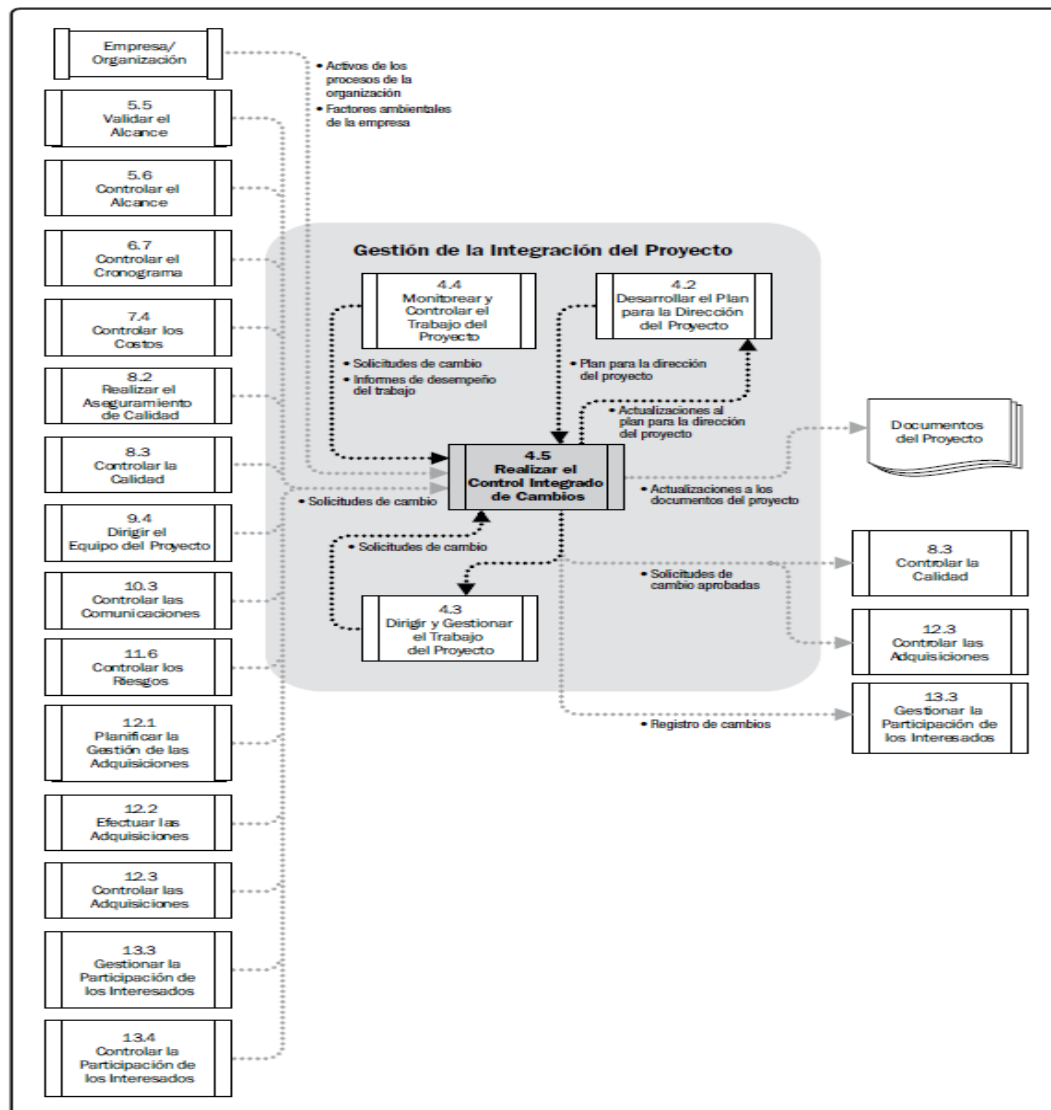 Empresa/
Organización
• Activos de los
procesos de la
organización
• Factores ambientales
de la empresa
5.5
Validar el
Alcance
5.6
Controlar el
Alcance
6.7
Controlar el
Cronograma
7.4
Controlar los
Costos
8.2
Realizar el
Aseguramiento
de Calidad
8.3
Controlar la
Calidad
9.4
Dirigir el
Equipo del Proyecto
10.3
Controlar las
Comunicaciones
11.6
Controlar los
Riesgos
12.1
Planificar la
Gestión de las
Adquisiciones
12.2
Efectuar las
Adquisiciones
12.3
Controlar las
Adquisiciones
13.3
Gestionar la
Participación de
los Interesados
13.4
Controlar la
Participación de
los Interesados
• Solicitudes de cambio
Gestión de la Integración del Proyecto
4.4
Monitorear y
Controlar el
Trabajo del
Proyecto
• Solicitudes de cambio
• Informes de desempeño
del trabajo
4.2
Desarrollar el Plan
para la Dirección
del Proyecto
• Plan para la dirección
del proyecto
• Actualizaciones al
plan para la dirección
del proyecto
4.5
Realizar el
Control Integrado
de Cambios
• Actualizaciones a los
documentos del proyecto
• Solicitudes de cambio
• Solicitudes de
cambio aprobadas
4.3
Dirigir y Gestionar
el Trabajo
del Proyecto
• Registro de cambios
Documentos
del Proyecto
8.3
Controlar la
Calidad
12.3
Controlar las
Adquisiciones
13.3
Gestionar la
Participación de
los Interesados